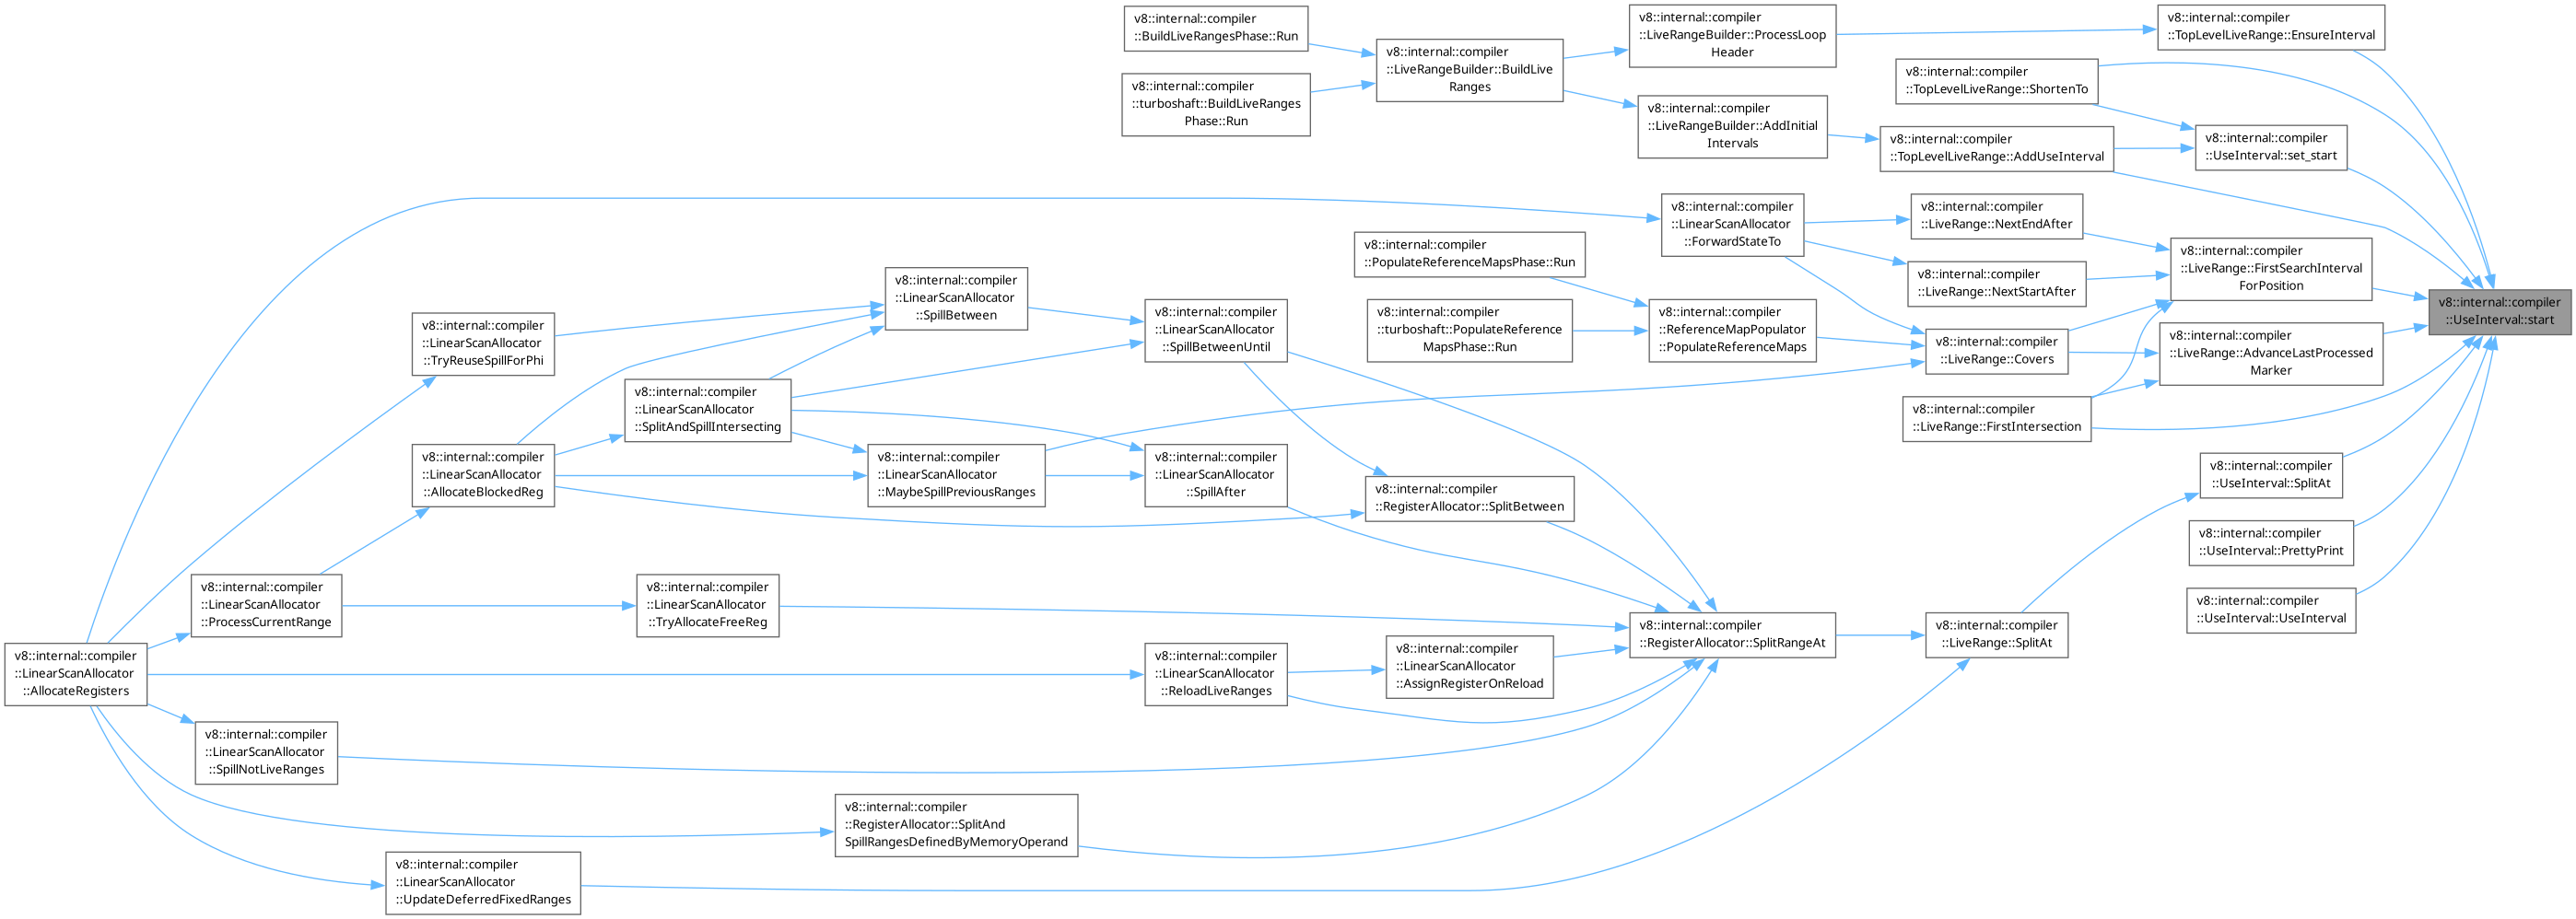 v8::internal::compiler
::BuildLiveRangesPhase::Run
v8::internal::compiler
::turboshaft::BuildLiveRanges
Phase::Run
v8::internal::compiler
::LiveRangeBuilder::BuildLive
Ranges
v8::internal::compiler
::LiveRangeBuilder::ProcessLoop
Header
v8::internal::compiler
::LiveRangeBuilder::AddInitial
Intervals
v8::internal::compiler
::TopLevelLiveRange::EnsureInterval
v8::internal::compiler
::TopLevelLiveRange::ShortenTo
v8::internal::compiler
::TopLevelLiveRange::AddUseInterval
v8::internal::compiler
::UseInterval::set_start
v8::internal::compiler
::LinearScanAllocator
::ForwardStateTo
v8::internal::compiler
::LiveRange::NextEndAfter
v8::internal::compiler
::LiveRange::NextStartAfter
v8::internal::compiler
::LiveRange::FirstSearchInterval
ForPosition
v8::internal::compiler
::UseInterval::start
v8::internal::compiler
::PopulateReferenceMapsPhase::Run
v8::internal::compiler
::turboshaft::PopulateReference
MapsPhase::Run
v8::internal::compiler
::ReferenceMapPopulator
::PopulateReferenceMaps
v8::internal::compiler
::LiveRange::Covers
v8::internal::compiler
::LiveRange::AdvanceLastProcessed
Marker
v8::internal::compiler
::LiveRange::FirstIntersection
v8::internal::compiler
::LinearScanAllocator
::SpillBetween
v8::internal::compiler
::LinearScanAllocator
::SpillBetweenUntil
v8::internal::compiler
::LinearScanAllocator
::TryReuseSpillForPhi
v8::internal::compiler
::LinearScanAllocator
::SplitAndSpillIntersecting
v8::internal::compiler
::LinearScanAllocator
::AllocateBlockedReg
v8::internal::compiler
::LinearScanAllocator
::MaybeSpillPreviousRanges
v8::internal::compiler
::LinearScanAllocator
::SpillAfter
v8::internal::compiler
::RegisterAllocator::SplitBetween
v8::internal::compiler
::UseInterval::SplitAt
v8::internal::compiler
::UseInterval::PrettyPrint
v8::internal::compiler
::UseInterval::UseInterval
v8::internal::compiler
::LinearScanAllocator
::ProcessCurrentRange
v8::internal::compiler
::LinearScanAllocator
::TryAllocateFreeReg
v8::internal::compiler
::RegisterAllocator::SplitRangeAt
v8::internal::compiler
::LiveRange::SplitAt
v8::internal::compiler
::LinearScanAllocator
::AllocateRegisters
v8::internal::compiler
::LinearScanAllocator
::ReloadLiveRanges
v8::internal::compiler
::LinearScanAllocator
::AssignRegisterOnReload
v8::internal::compiler
::LinearScanAllocator
::SpillNotLiveRanges
v8::internal::compiler
::RegisterAllocator::SplitAnd
SpillRangesDefinedByMemoryOperand
v8::internal::compiler
::LinearScanAllocator
::UpdateDeferredFixedRanges